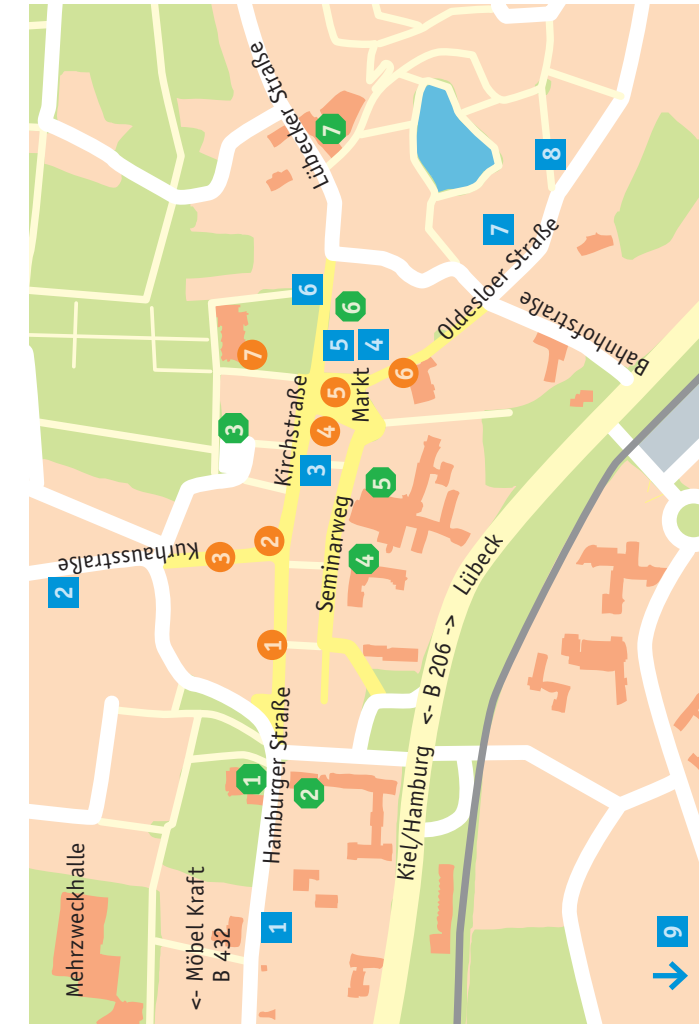 Mehrzweckhalle
<- Möbel Kraft
B 432
1
Hamburger Straße
1
2
Kiel/Hamburg <- B 206 -> Lübeck
9
2
Kurhausstraße
3
1
2
Seminarweg
4
5
3
3
Kirchstraße
4
5
Markt
6
7
5
4
6
6
Lübecker Straße
7
Oldesloer Straße
7
8
Bahnhofstraße